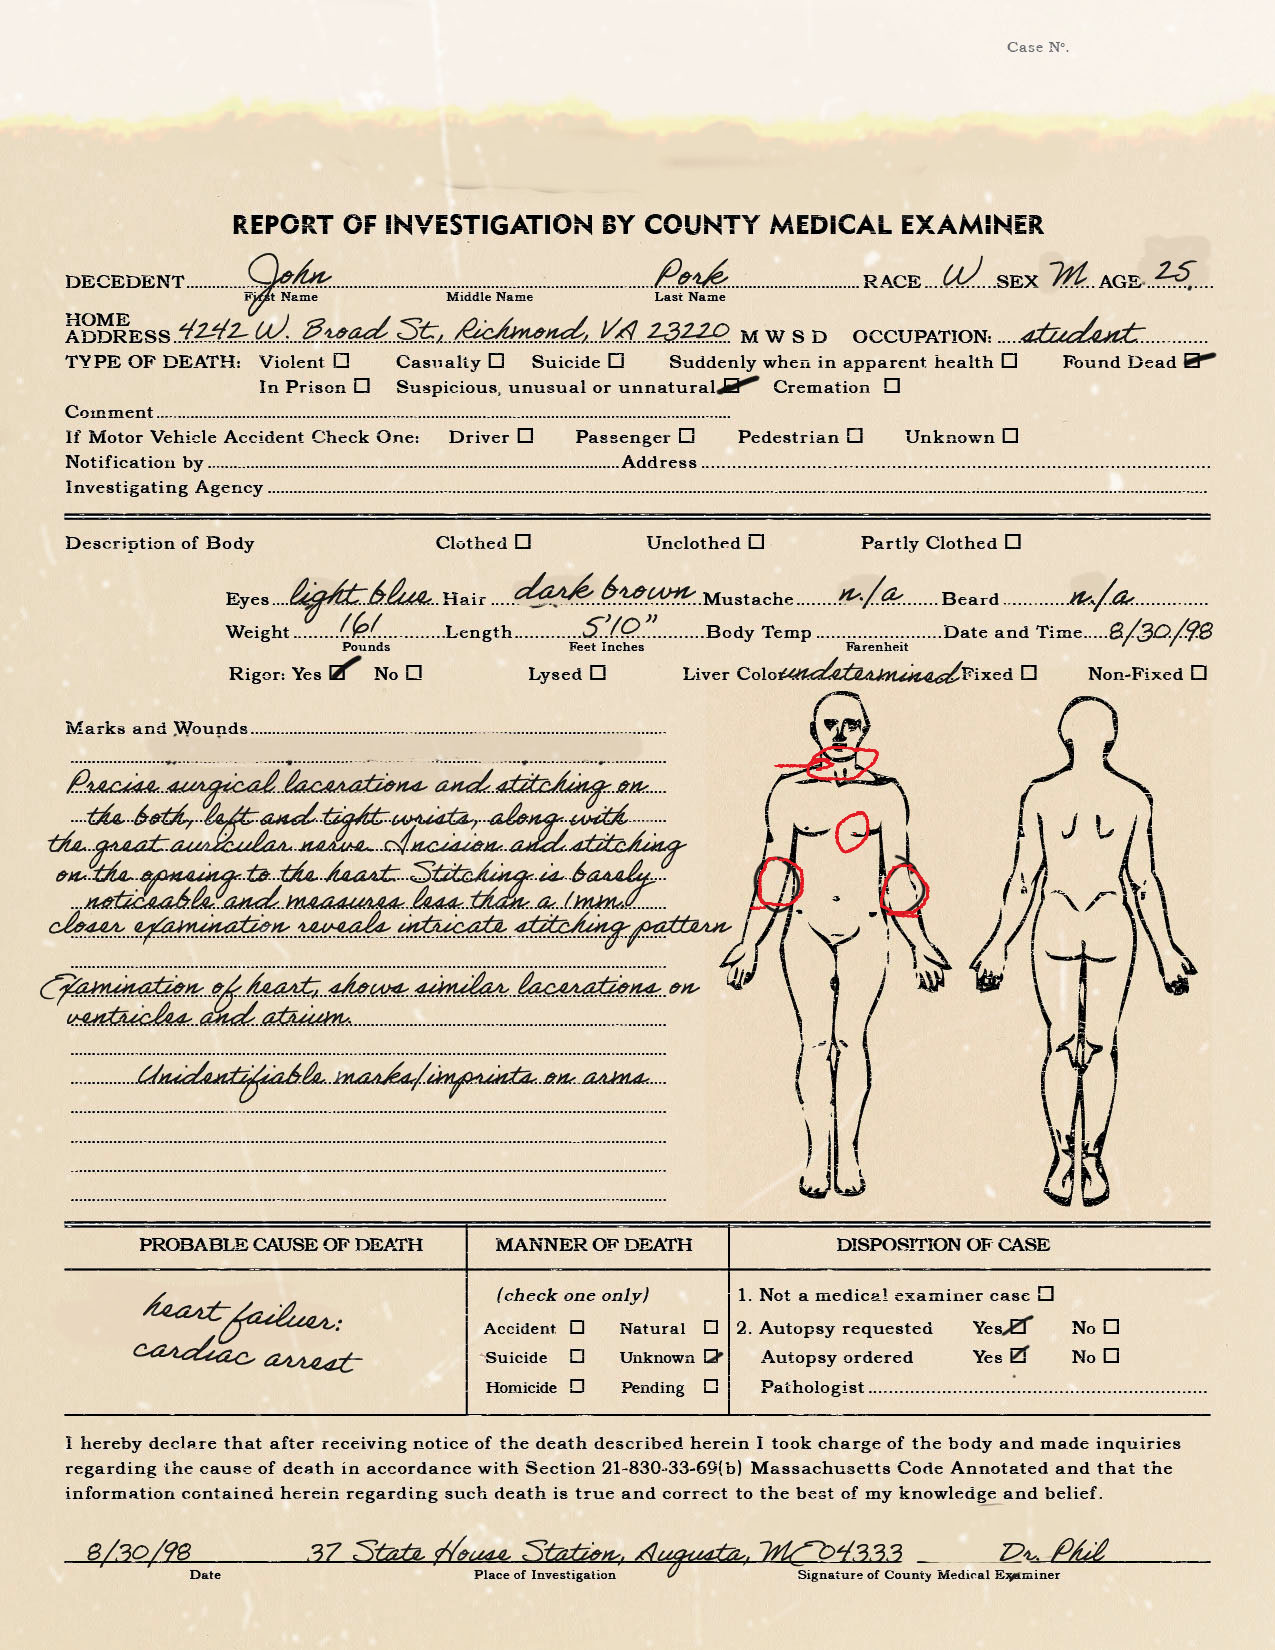 Case Nº.
REPORT OF INVESTIGATION BY COUNTY MEDICAL EXAMINER
DECEDENT John Pork RACE W SEX M AGE 25
First Name Middle Name Last Name
HOME
ADDRESS 4242 W. Broad St., Richmond, VA 23220 M W S D OCCUPATION: student
TYPE OF DEATH: Violent Casualty Suicide Suddenly when in apparent health Found Dead
In Prison Suspicious, unusual or unnatural Cremation
Comment
If Motor Vehicle Accident Check One: Driver Passenger Pedestrian Unknown
Notification by Address
Investigating Agency
Description of Body Clothed Unclothed Partly Clothed
Eyes light blue Hair dark brown Mustache n/a Beard n/a
Weight 161 Length 5'10" Body Temp Date and Time 8/30/98
Pounds Feet Inches Farenheit
Rigor: Yes No Lysed Liver Color undetermined Fixed Non-Fixed
Marks and Wounds
Precise surgical lacerations and stitching on
the both, left and tight wrists, along with
the great auricular nerve. Incision and stitching
on the opneing to the heart. Stitching is barely
noticeable and measures less than a 1mm.
closer examination reveals intricate stitching pattern
Examination of heart, shows similar lacerations on
ventricles and atrium.
Unidentifiable marks/imprints on arms
PROBABLE CAUSE OF DEATH MANNER OF DEATH DISPOSITION OF CASE
heart failuer:
cardiac arrest
(check one only)
Accident Natural
Suicide Unknown
Homicide Pending
1. Not a medical examiner case
2. Autopsy requested Yes No
Autopsy ordered Yes No
Pathologist
I hereby declare that after receiving notice of the death described herein I took charge of the body and made inquiries
regarding the cause of death in accordance with Section 21-830-33-69(b) Massachusetts Code Annotated and that the
information contained herein regarding such death is true and correct to the best of my knowledge and belief.
8/30/98 37 State House Station, Augusta, ME 04333 Dr. Phil
Date Place of Investigation Signature of County Medical Examiner